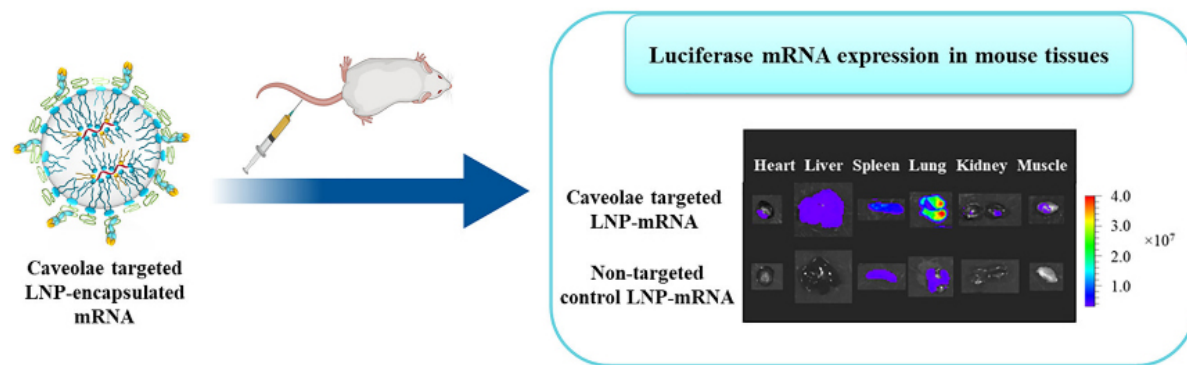 Luciferase mRNA expression in mouse tissues
Heart Liver Spleen Lung Kidney Muscle
Caveolae targeted
LNP-mRNA
Non-targeted
control LNP-mRNA
4.0
3.0
2.0
1.0
×10⁷
Caveolae targeted
LNP-encapsulated
mRNA